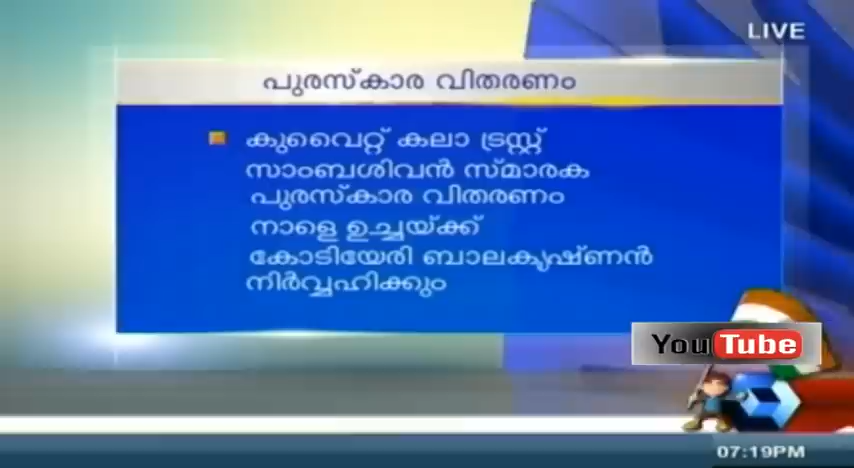 LIVE
പുരസ്കാര വിതരണം
കുവൈറ്റ് കലാ ട്രസ്റ്റ്
സാംബശിവൻ സ്മാരക
പുരസ്കാര വിതരണം
നാളെ ഉച്ചയ്ക്ക്
കോടിയേരി ബാലകൃഷ്ണൻ
നിർവ്വഹിക്കും
YouTube
07:19PM